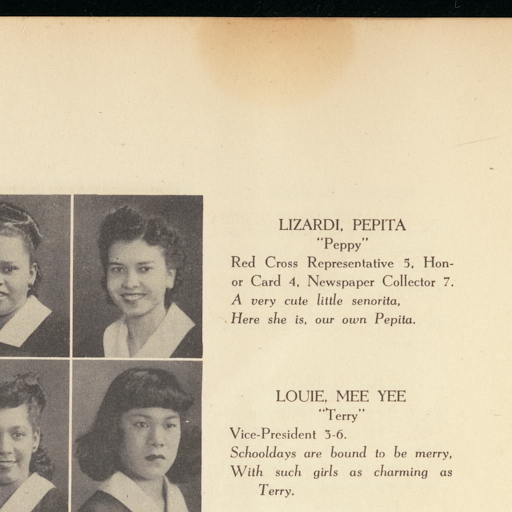 LIZARDI, PEPITA
"Peppy"
Red Cross Representative 5, Hon-
or Card 4, Newspaper Collector 7.
A very cute little senorita,
Here she is, our own Pepita.
LOUIE, MEE YEE
"Terry"
Vice-President 3-6.
Schooldays are bound to be merry,
With such girls as charming as
Terry.